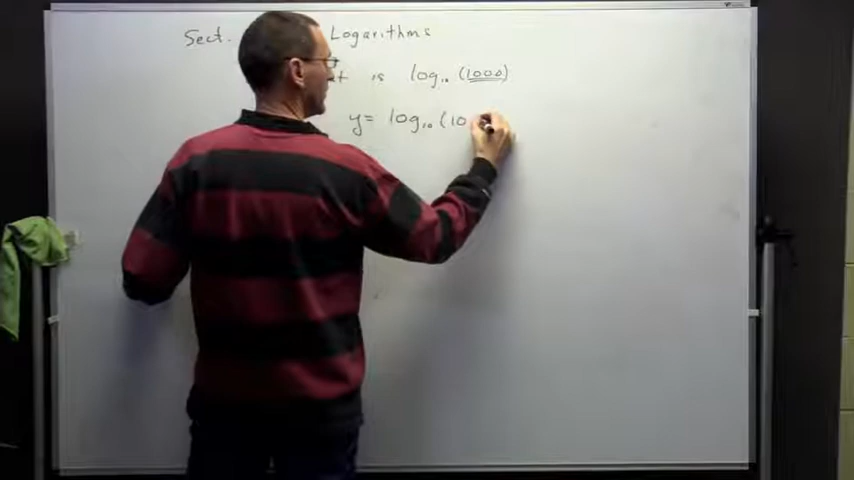 Sect. Logarithms
is log₁₀ (1000)
y = log₁₀ (10